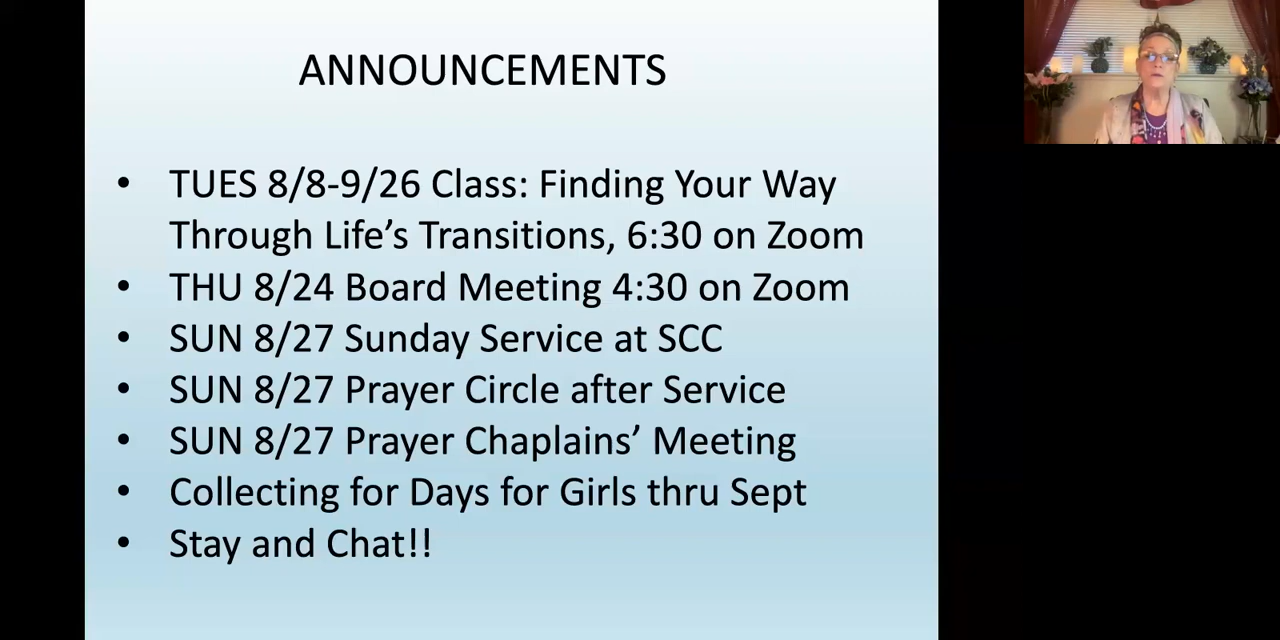 ANNOUNCEMENTS
• TUES 8/8-9/26 Class: Finding Your Way
Through Life’s Transitions, 6:30 on Zoom
• THU 8/24 Board Meeting 4:30 on Zoom
• SUN 8/27 Sunday Service at SCC
• SUN 8/27 Prayer Circle after Service
• SUN 8/27 Prayer Chaplains’ Meeting
• Collecting for Days for Girls thru Sept
• Stay and Chat!!